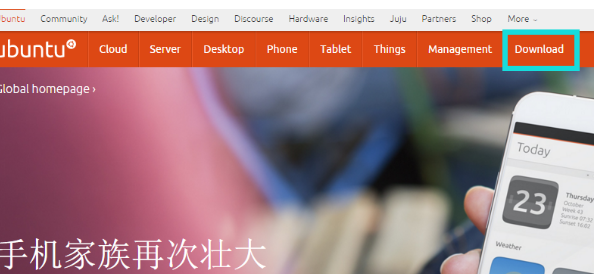 ubuntu Community Ask! Developer Design Discourse Hardware Insights Juju Partners Shop More
ubuntu Cloud Server Desktop Phone Tablet Things Management Download
Global homepage ›
Today
23
Thursday
October
Week 43
Sunrise 07:32
Sunset 16:02
Weather
手机家族再次壮大